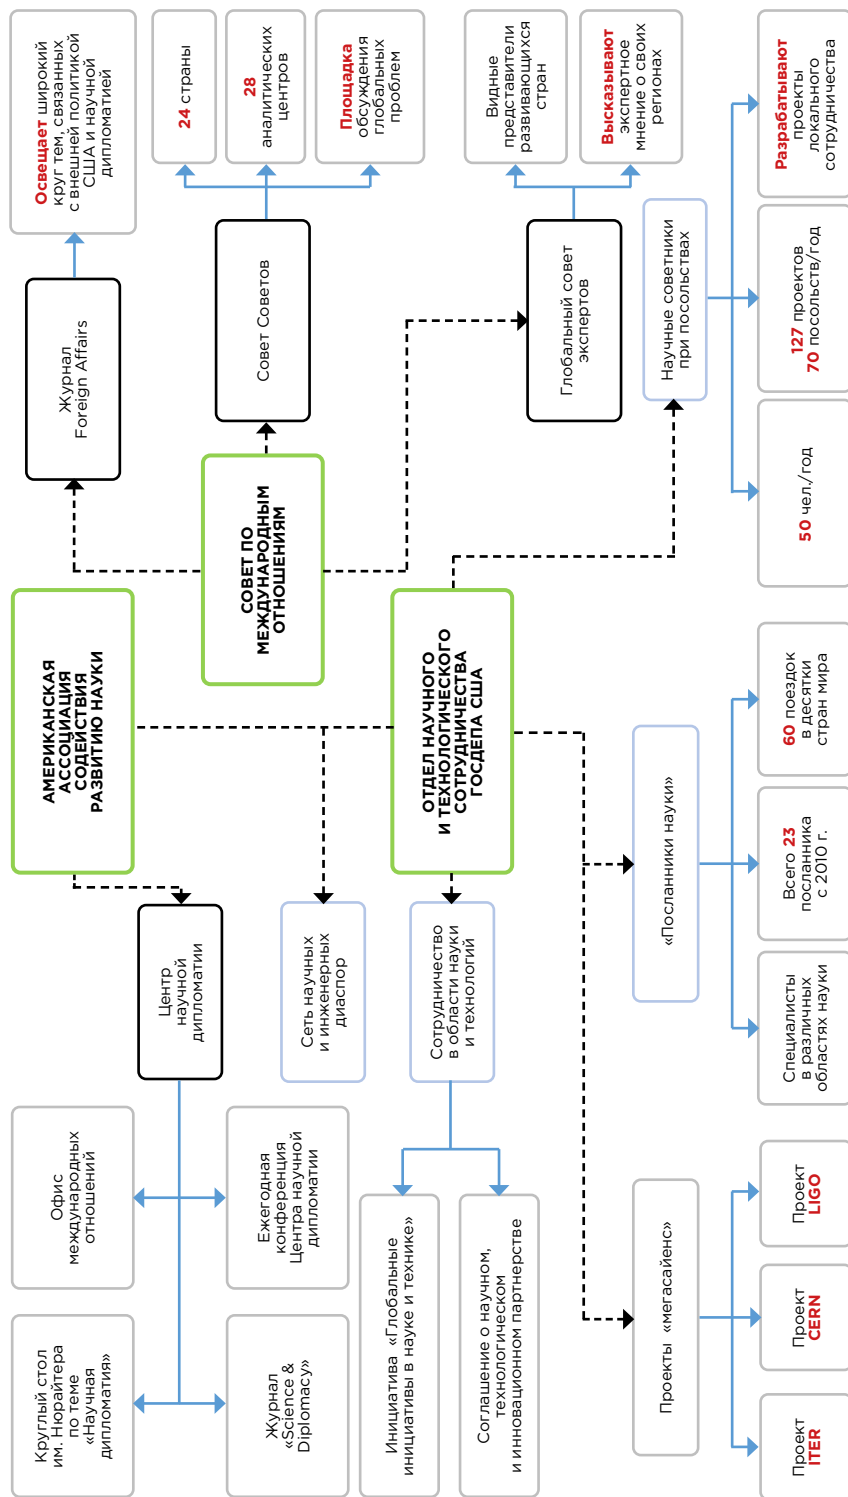 Круглый стол
им. Нюрайтера
по теме
«Научная
дипломатия»
Офис
международных
отношений
Журнал
«Science &
Diplomacy»
Ежегодная
конференция
Центра научной
дипломатии
Центр
научной
дипломатии
АМЕРИКАНСКАЯ
АССОЦИАЦИЯ
СОДЕЙСТВИЯ
РАЗВИТИЮ НАУКИ
Журнал
Foreign Affairs
Освещает широкий
круг тем, связанных
с внешней политикой
США и научной
дипломатией
СОВЕТ ПО
МЕЖДУНАРОДНЫМ
ОТНОШЕНИЯМ
Совет Советов
24 страны
28
аналитических
центров
Площадка
обсуждения
глобальных
проблем
Сеть научных
и инженерных
диаспор
Инициатива «Глобальные
инициативы в науке и технике»
Соглашение о научном,
технологическом
и инновационном партнерстве
Сотрудничество
в области науки
и технологий
ОТДЕЛ НАУЧНОГО
И ТЕХНОЛОГИЧЕСКОГО
СОТРУДНИЧЕСТВА
ГОСДЕПА США
Глобальный совет
экспертов
Видные
представители
развивающихся
стран
Высказывают
экспертное
мнение о своих
регионах
Проекты «мегасайенс»
«Посланники науки»
Научные советники
при посольствах
Проект
ITER
Проект
CERN
Проект
LIGO
Специалисты
в различных
областях науки
Всего 23
посланника
с 2010 г.
60 поездок
в десятки
стран мира
50 чел./год
127 проектов
70 посольств/год
Разрабатывают
проекты
локального
сотрудничества